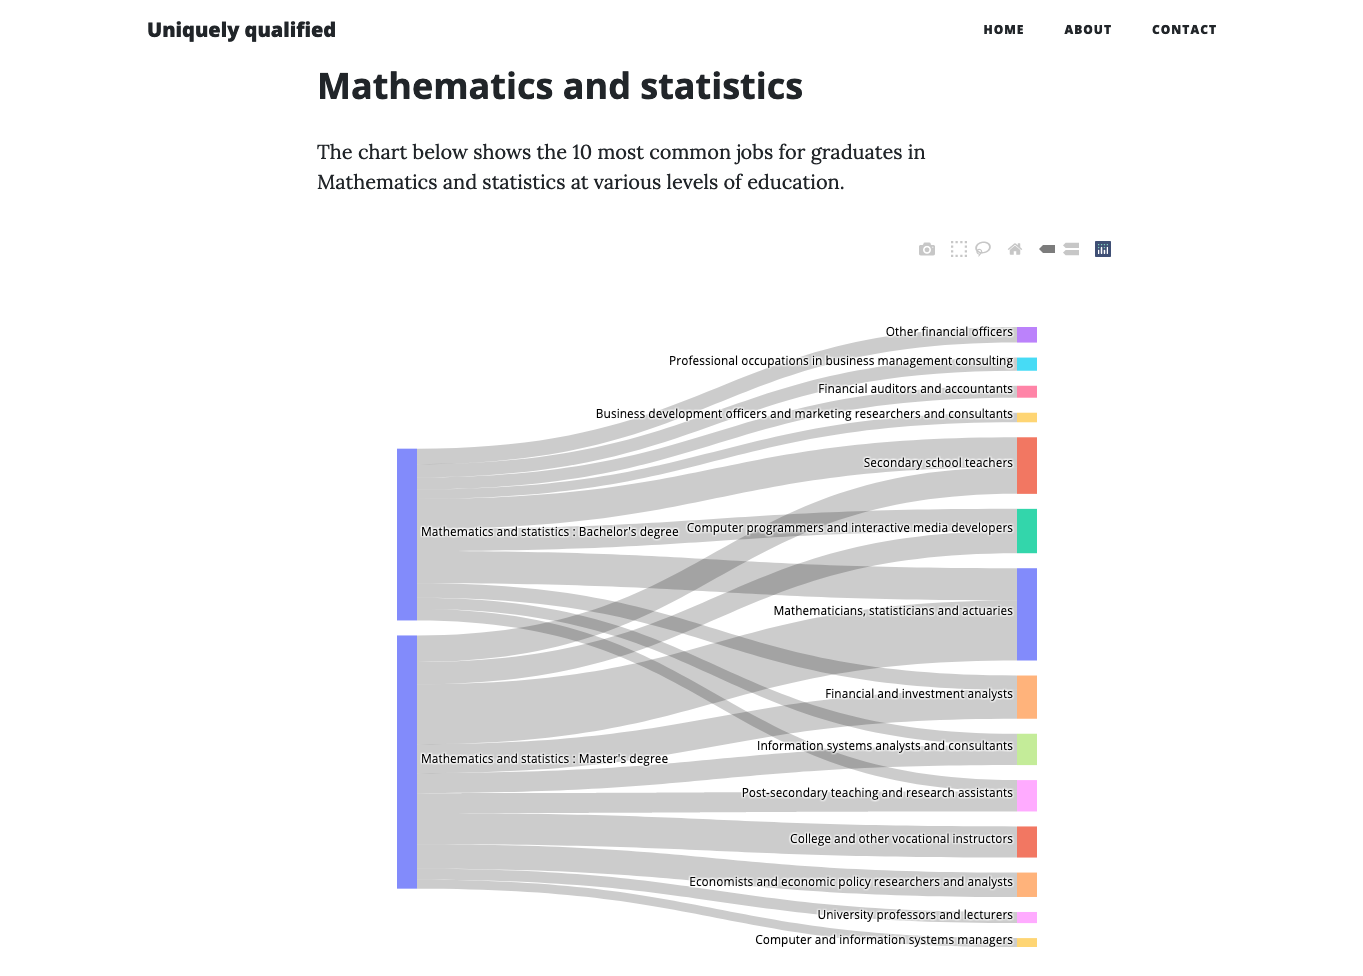 Uniquely qualified
HOME ABOUT CONTACT
Mathematics and statistics
The chart below shows the 10 most common jobs for graduates in
Mathematics and statistics at various levels of education.
Other financial officers
Professional occupations in business management consulting
Financial auditors and accountants
Business development officers and marketing researchers and consultants
Secondary school teachers
Mathematics and statistics : Bachelor's degree
Computer programmers and interactive media developers
Mathematicians, statisticians and actuaries
Financial and investment analysts
Information systems analysts and consultants
Mathematics and statistics : Master's degree
Post-secondary teaching and research assistants
College and other vocational instructors
Economists and economic policy researchers and analysts
University professors and lecturers
Computer and information systems managers